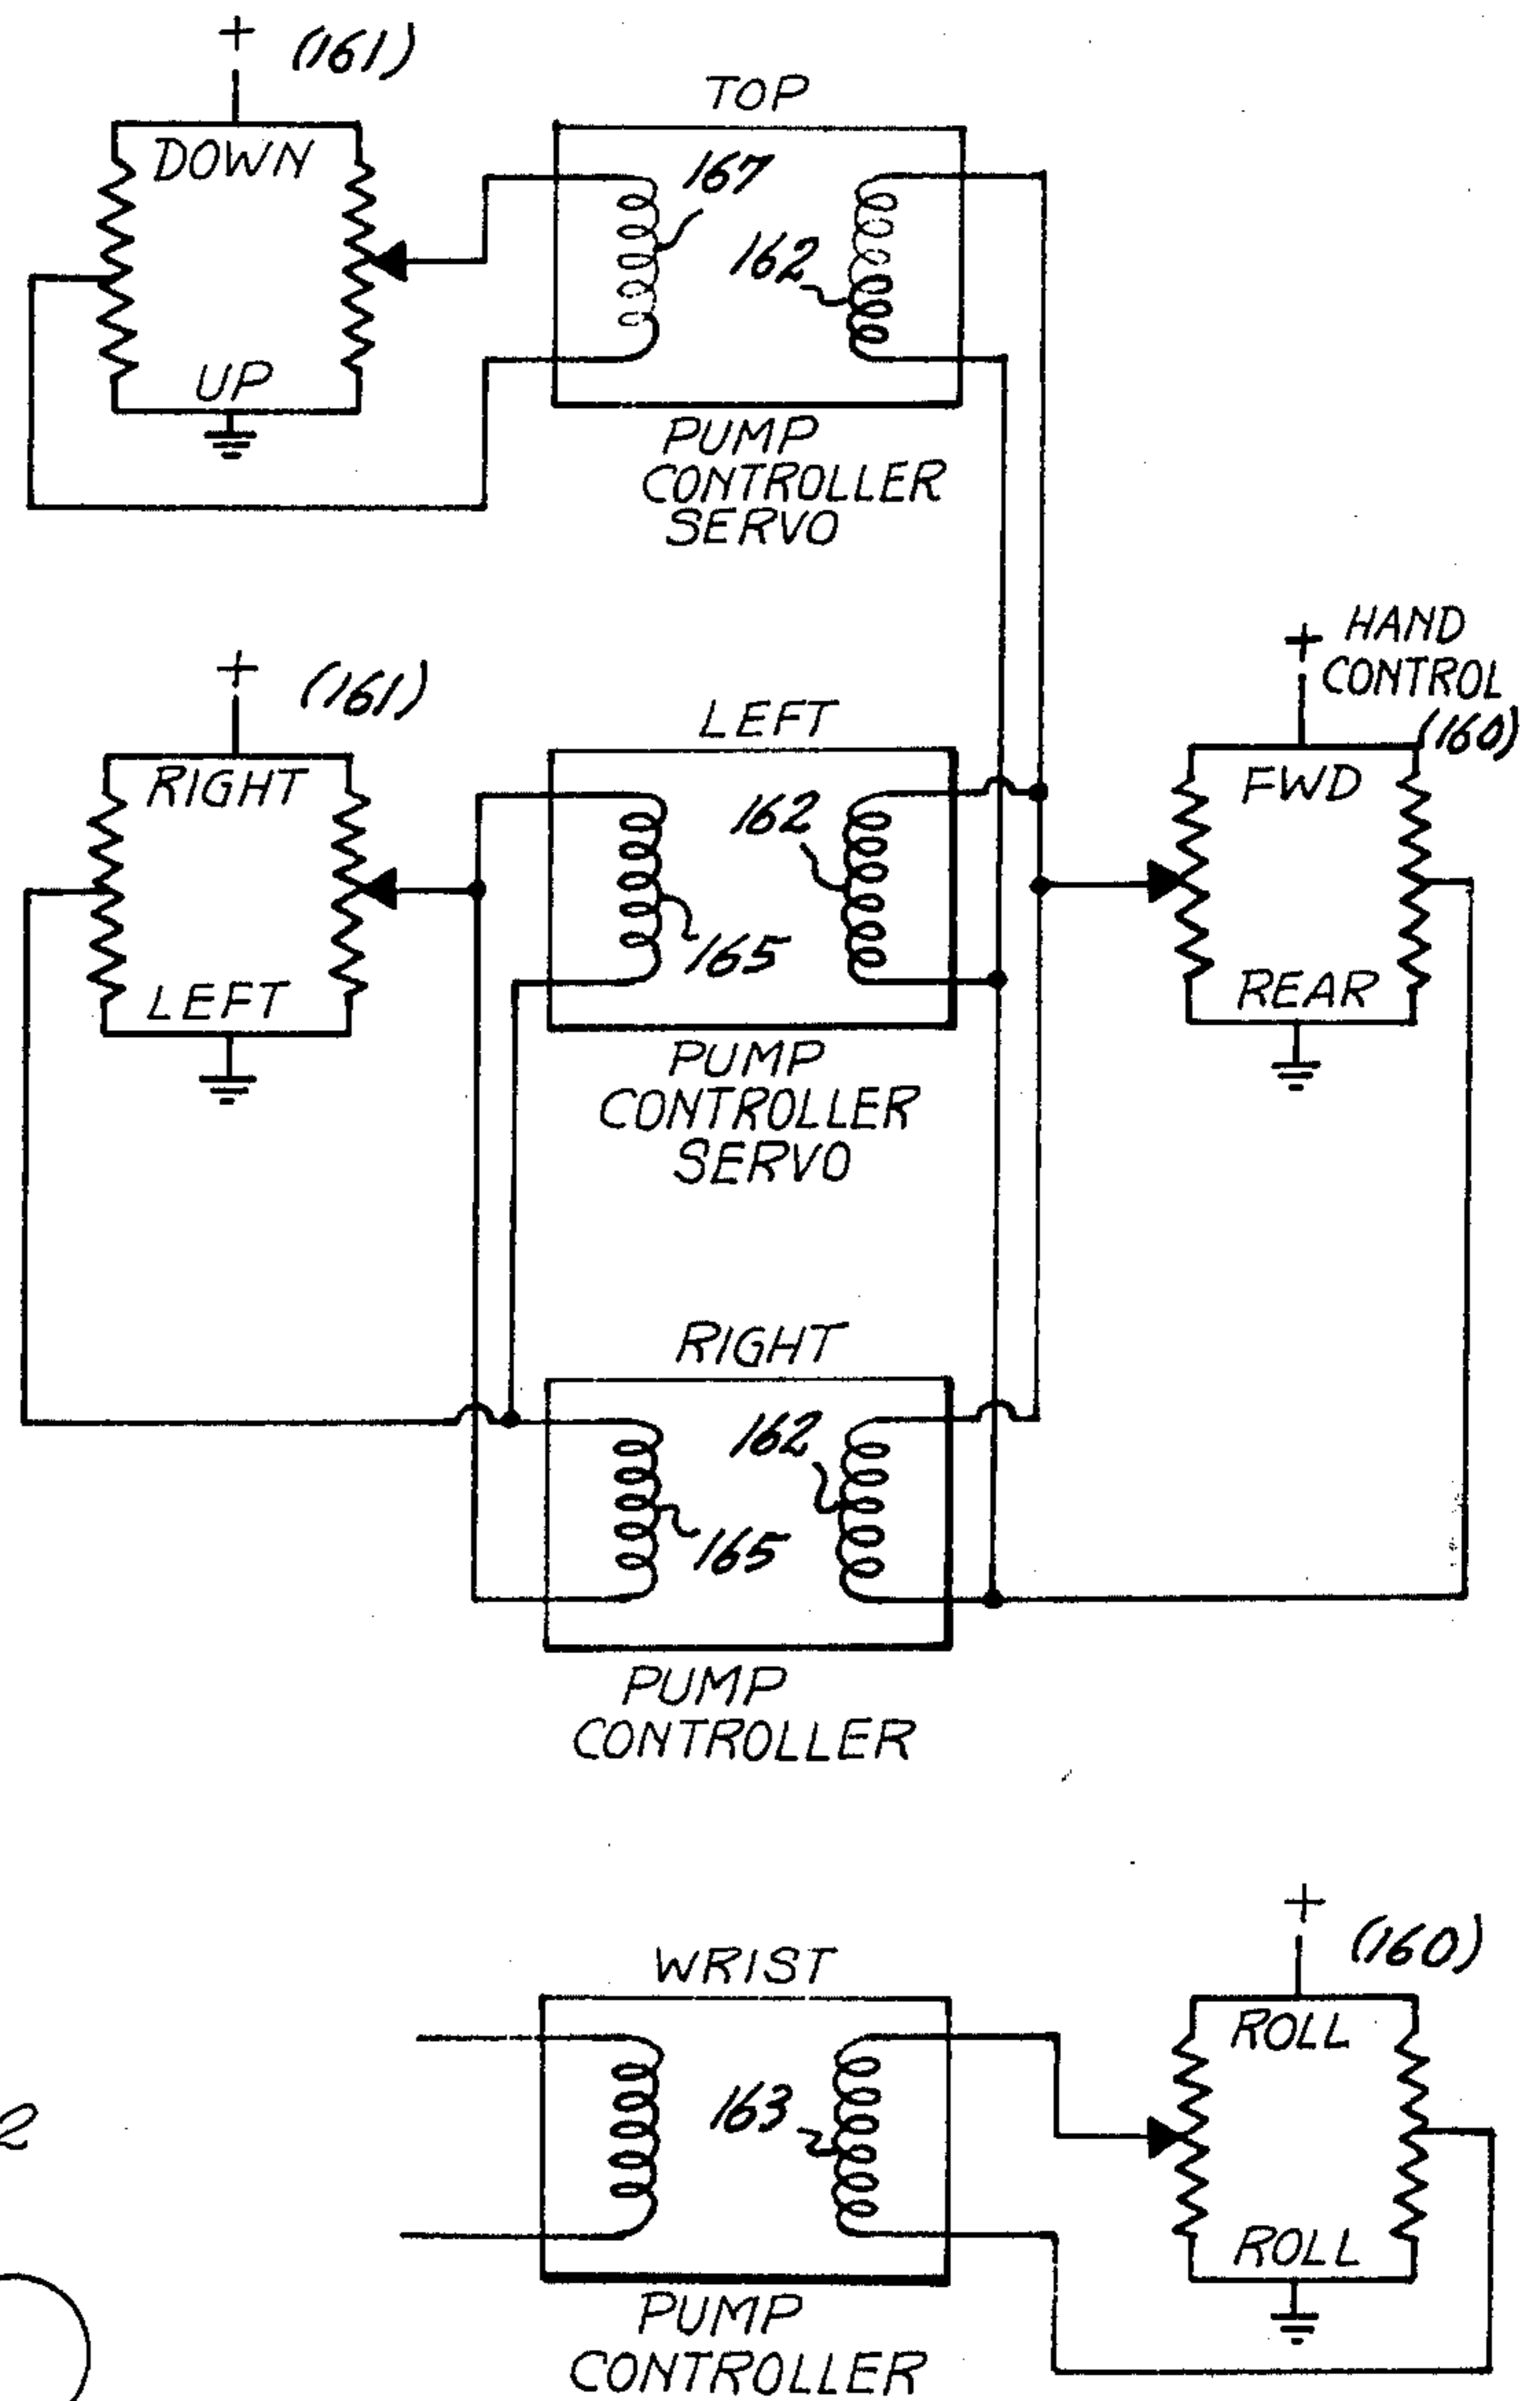 + (161)
DOWN
UP
TOP
167
162
PUMP
CONTROLLER
SERVO
+ (161)
RIGHT
LEFT
LEFT
162
165
PUMP
CONTROLLER
SERVO
+ HAND
CONTROL
(160)
FWD
REAR
RIGHT
162
165
PUMP
CONTROLLER
WRIST
163
PUMP
CONTROLLER
+ (160)
ROLL
ROLL